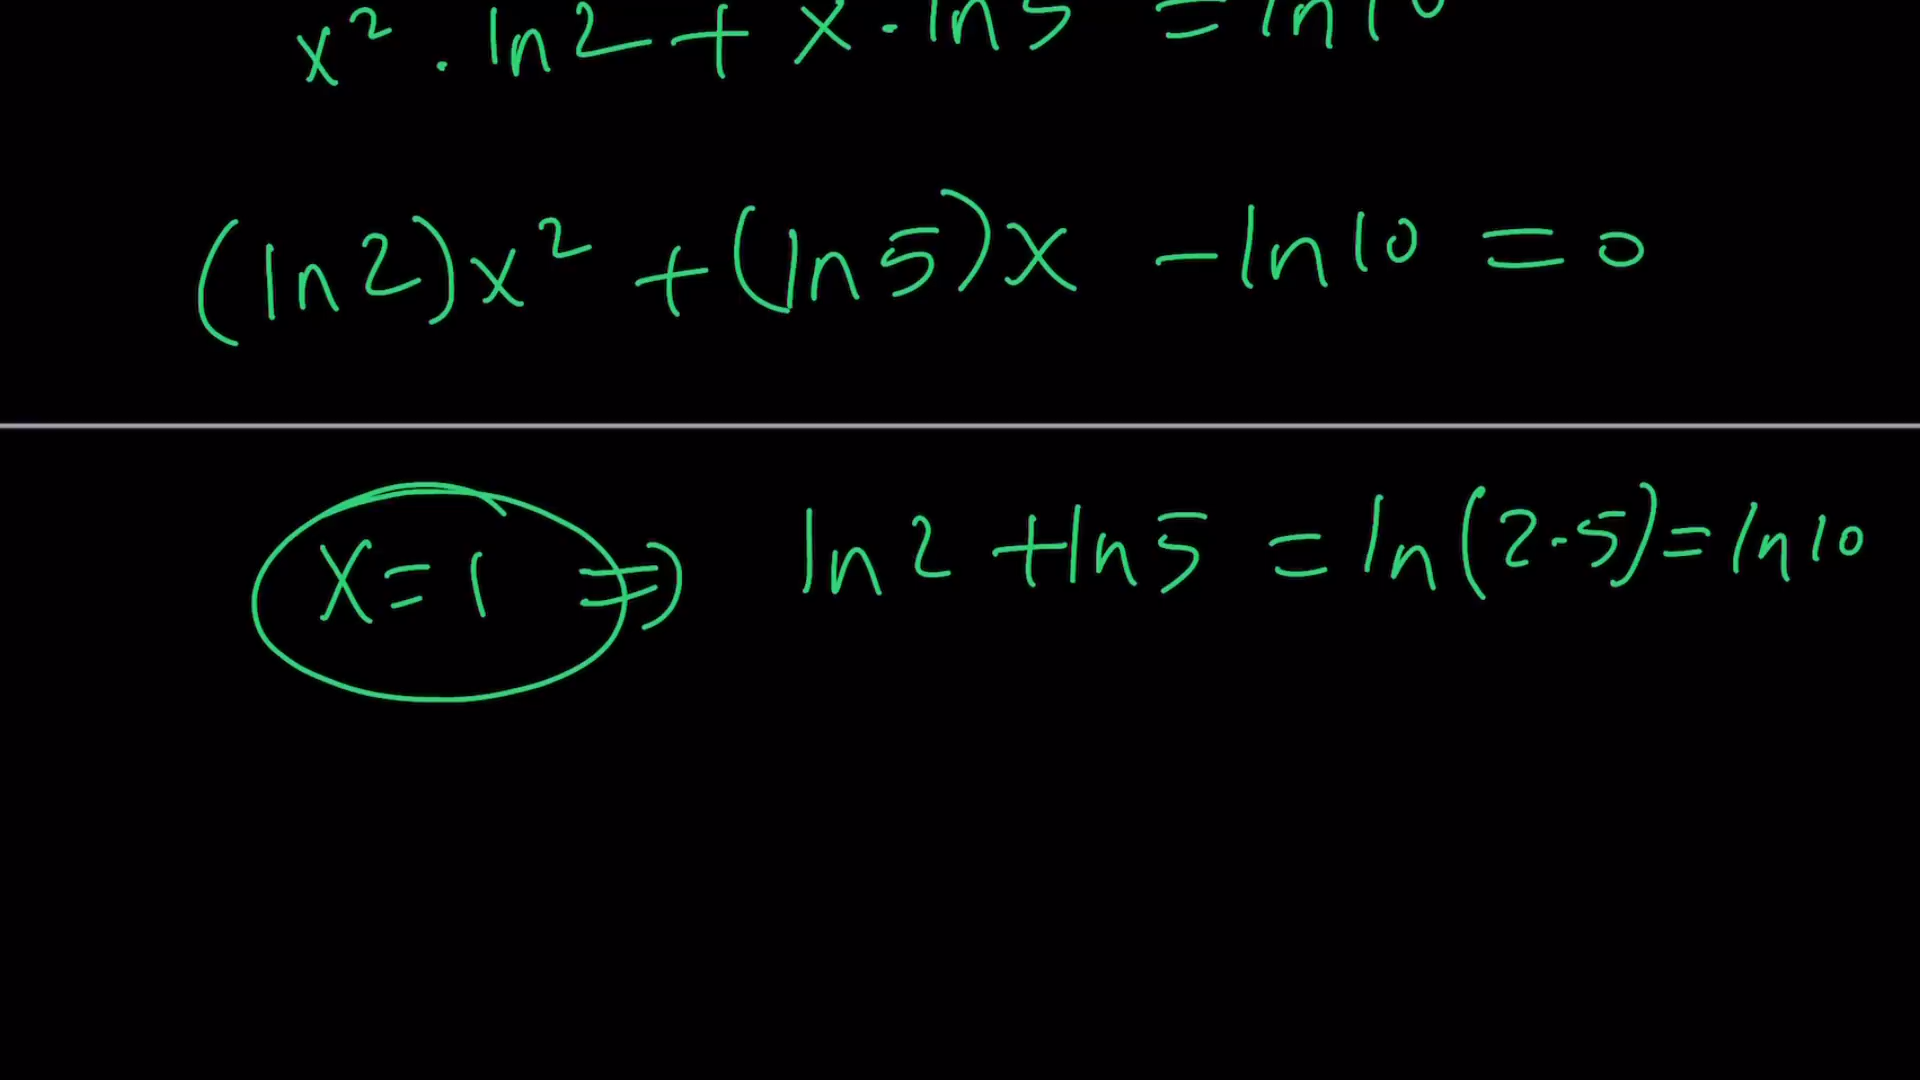 x² · ln2 + x · ln5 = ln10
(ln2)x² + (ln5)x - ln10 = 0
x = 1 ⇒ ln2 + ln5 = ln(2·5) = ln10